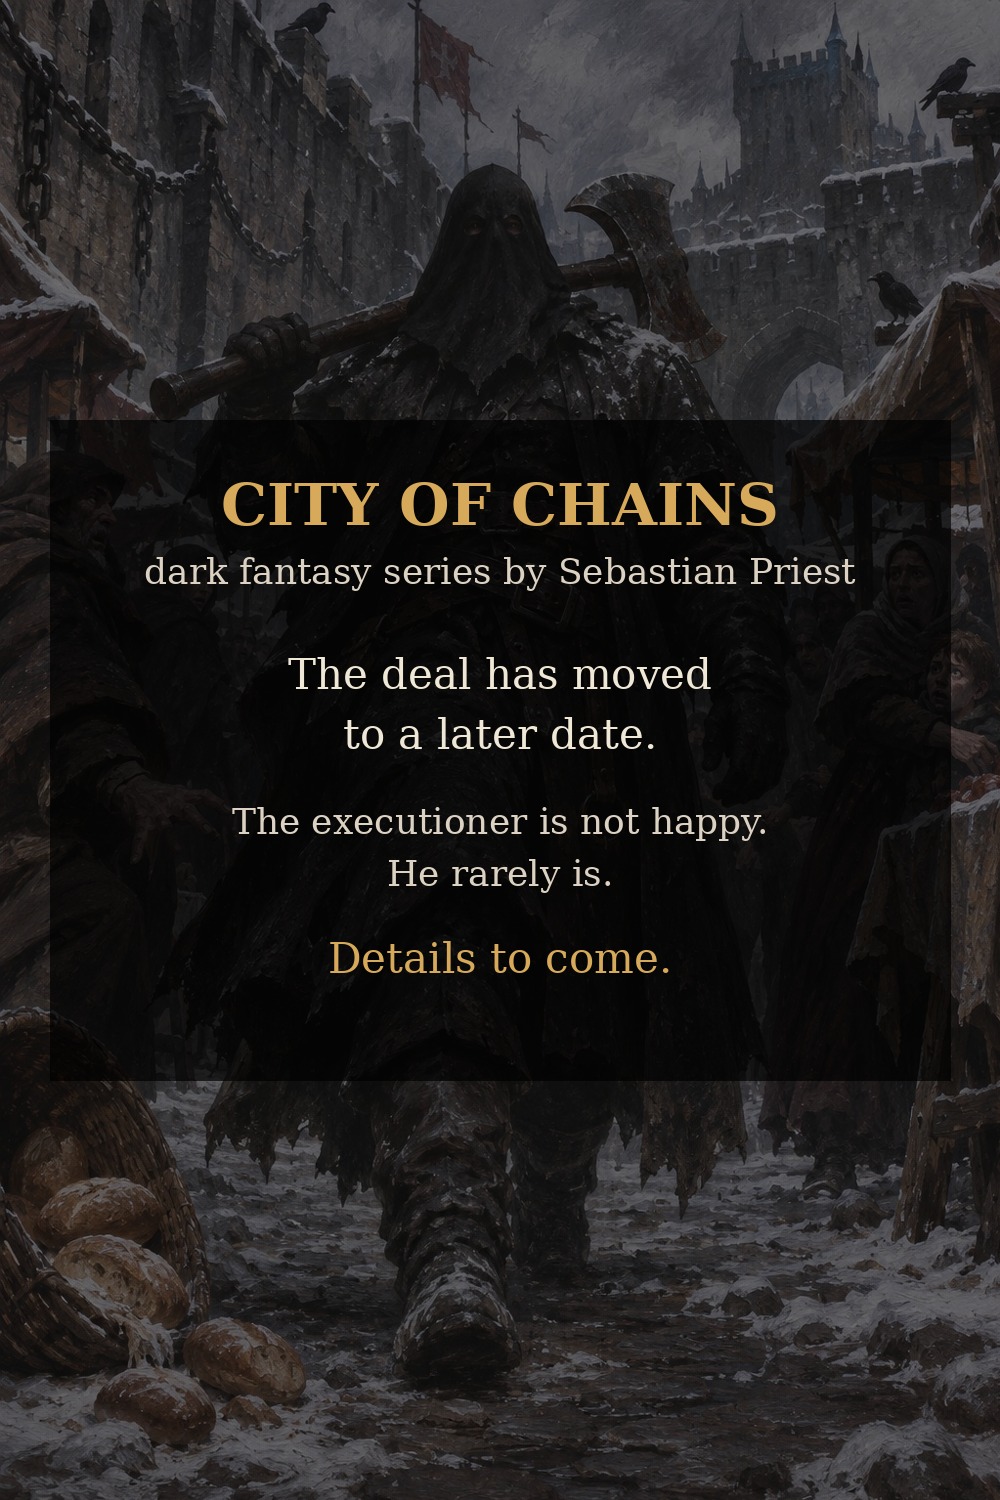 CITY OF CHAINS
dark fantasy series by Sebastian Priest
The deal has moved
to a later date.
The executioner is not happy.
He rarely is.
Details to come.